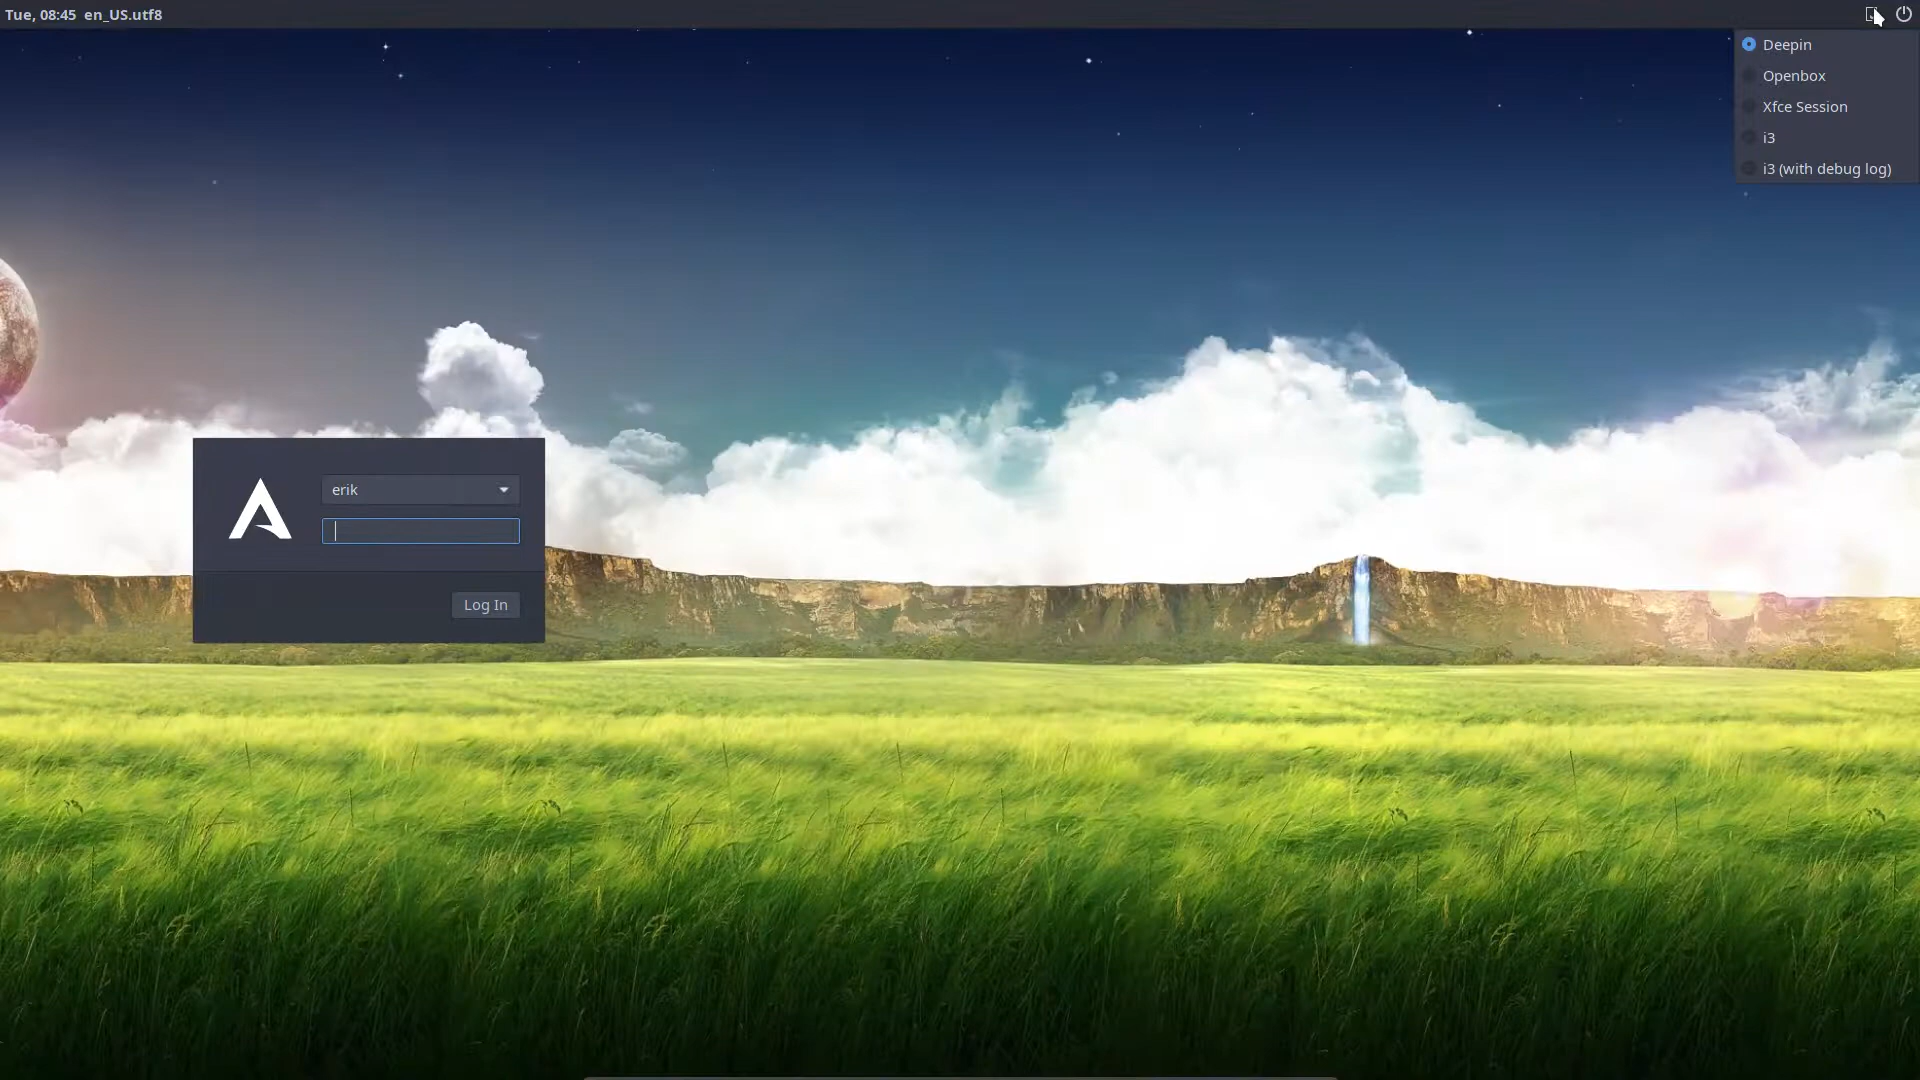 Tue, 08:45 en_US.utf8
Deepin
Openbox
Xfce Session
i3
i3 (with debug log)
erik
Log In